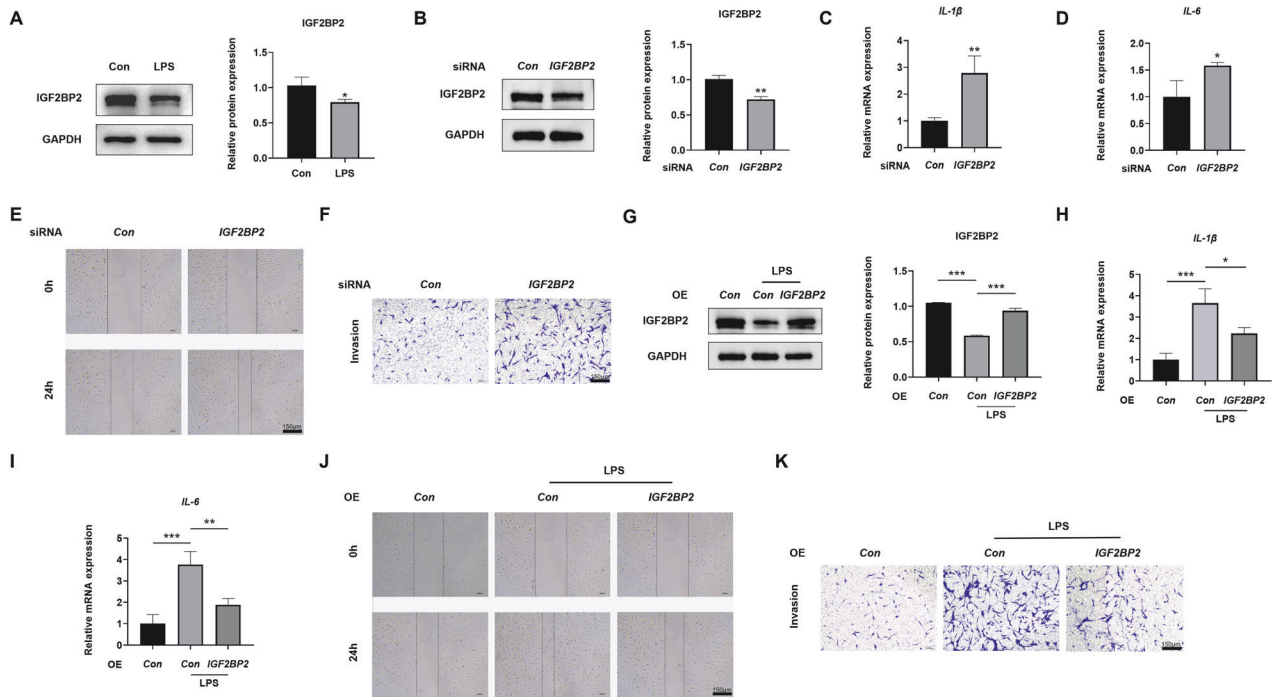 A
IGF2BP2
Con LPS
IGF2BP2
GAPDH
Relative protein expression
1.5
1.0
0.5
0.0
*
Con LPS
B
IGF2BP2
siRNA Con IGF2BP2
IGF2BP2
GAPDH
Relative protein expression
1.5
1.0
0.5
0.0
**
siRNA Con IGF2BP2
C
IL-1β
Relative mRNA expression
4
3
2
1
0
**
siRNA Con IGF2BP2
D
IL-6
Relative mRNA expression
2.0
1.5
1.0
0.5
0.0
*
siRNA Con IGF2BP2
E
siRNA Con IGF2BP2
0h
24h
150μm
F
siRNA Con IGF2BP2
Invasion
150μm
G
IGF2BP2
LPS
OE Con Con IGF2BP2
IGF2BP2
GAPDH
Relative protein expression
1.5
1.0
0.5
0.0
*** ***
OE Con Con IGF2BP2
LPS
H
IL-1β
Relative mRNA expression
5
4
3
2
1
0
*** *
OE Con Con IGF2BP2
LPS
I
IL-6
Relative mRNA expression
5
4
3
2
1
0
*** **
OE Con Con IGF2BP2
LPS
J
LPS
OE Con Con IGF2BP2
0h
24h
150μm
K
LPS
OE Con Con IGF2BP2
Invasion
150μm